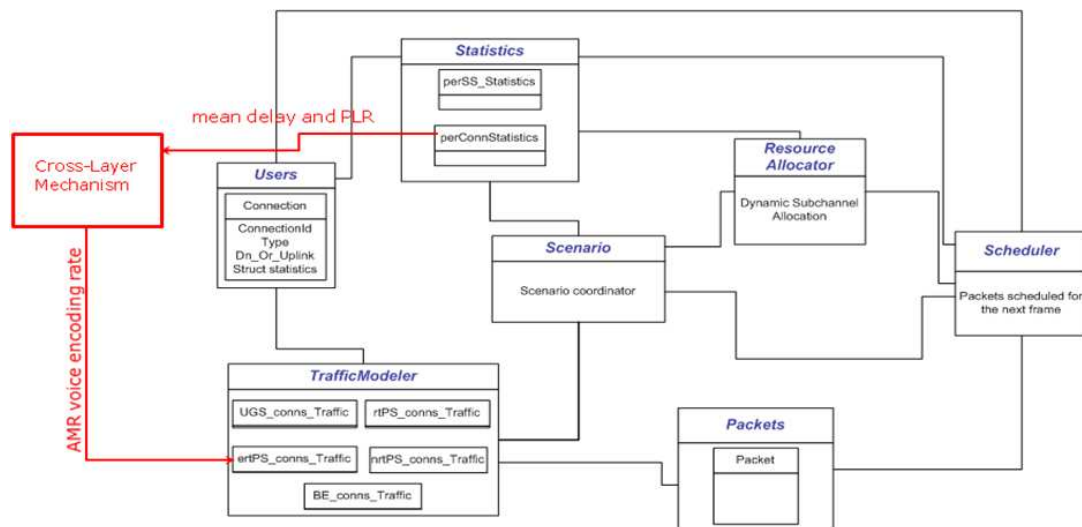 Statistics
perSS_Statistics
perConnStatistics
mean delay and PLR
Cross-Layer
Mechanism
Users
Connection
ConnectionId
Type
Dn_Or_Uplink
Struct statistics
Resource
Allocator
Dynamic Subchannel
Allocation
Scenario
Scenario coordinator
Scheduler
Packets scheduled for
the next frame
AMR voice encoding rate
TrafficModeler
UGS_conns_Traffic
rtPS_conns_Traffic
ertPS_conns_Traffic
nrtPS_conns_Traffic
BE_conns_Traffic
Packets
Packet